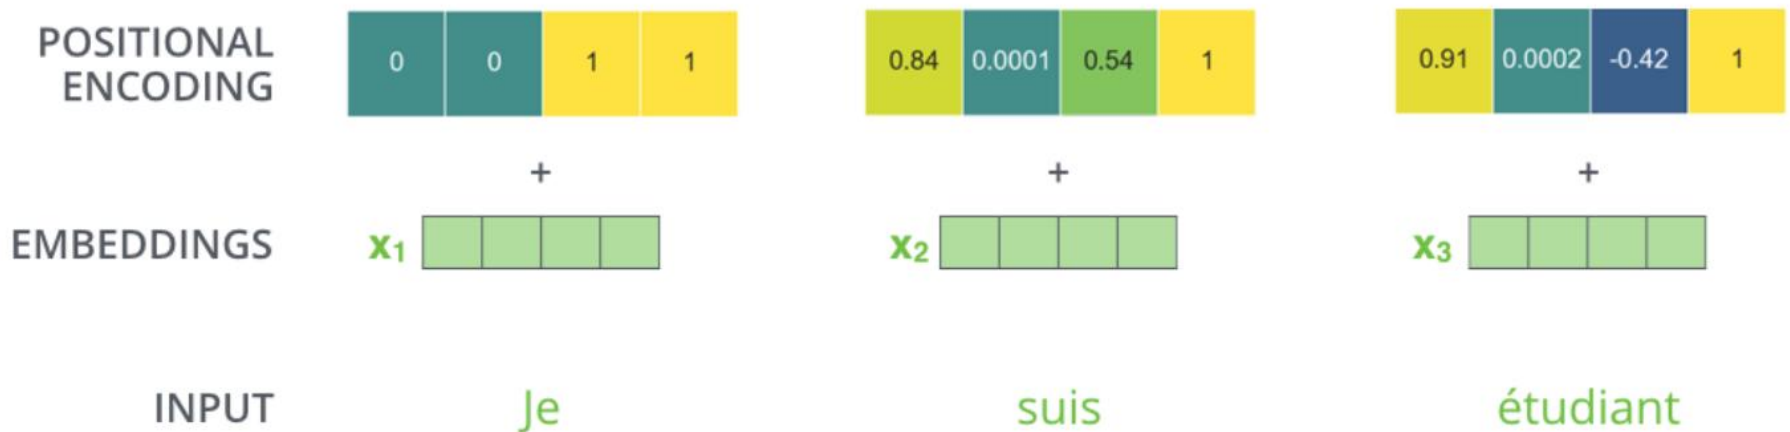 POSITIONAL
ENCODING
0 0 1 1
0.84 0.0001 0.54 1
0.91 0.0002 -0.42 1
+ + +
EMBEDDINGS
x1
x2
x3
INPUT
Je
suis
étudiant